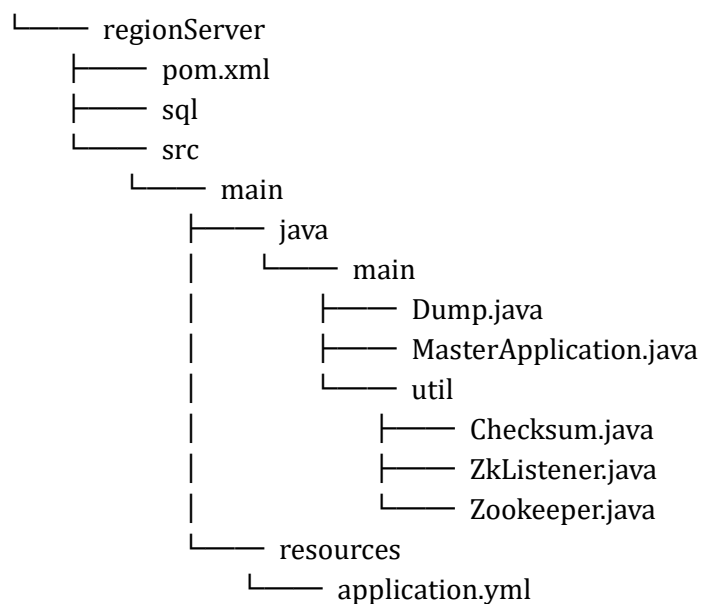 └── regionServer
    ├── pom.xml
    ├── sql
    └── src
        └── main
            ├── java
            │   └── main
            │       ├── Dump.java
            │       ├── MasterApplication.java
            │       └── util
            │           ├── Checksum.java
            │           ├── ZkListener.java
            │           └── Zookeeper.java
            └── resources
                └── application.yml